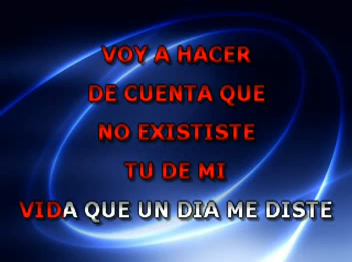 VOY A HACER
DE CUENTA QUE
NO EXISTISTE
TU DE MI
VIDA QUE UN DIA ME DISTE